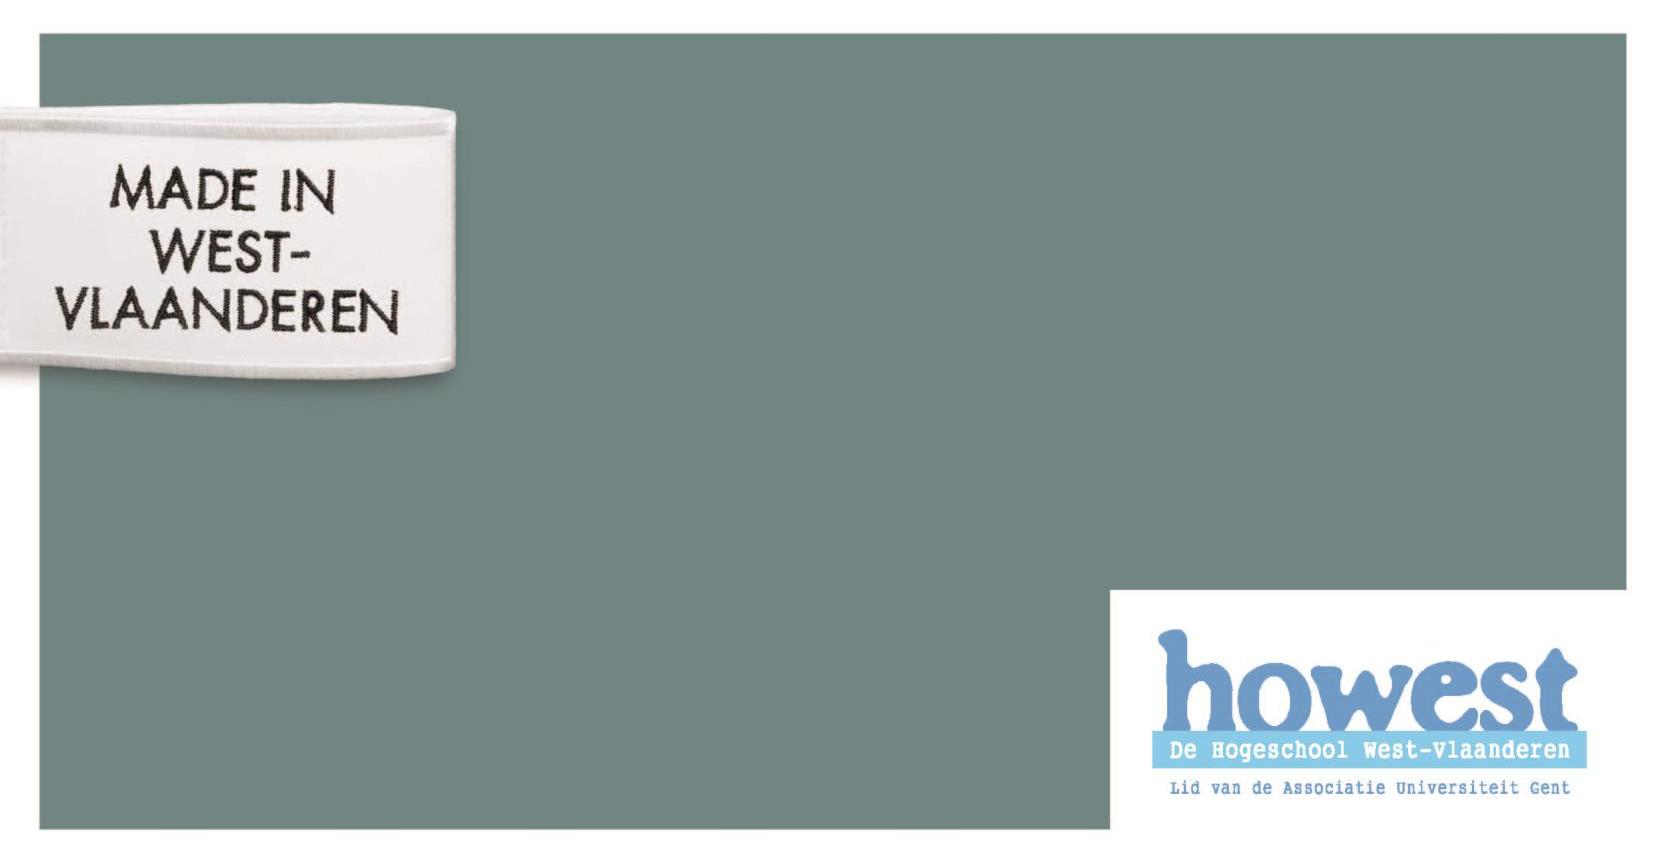 MADE IN
WEST-
VLAANDEREN
howest
De Hogeschool West-Vlaanderen
Lid van de Associatie Universiteit Gent